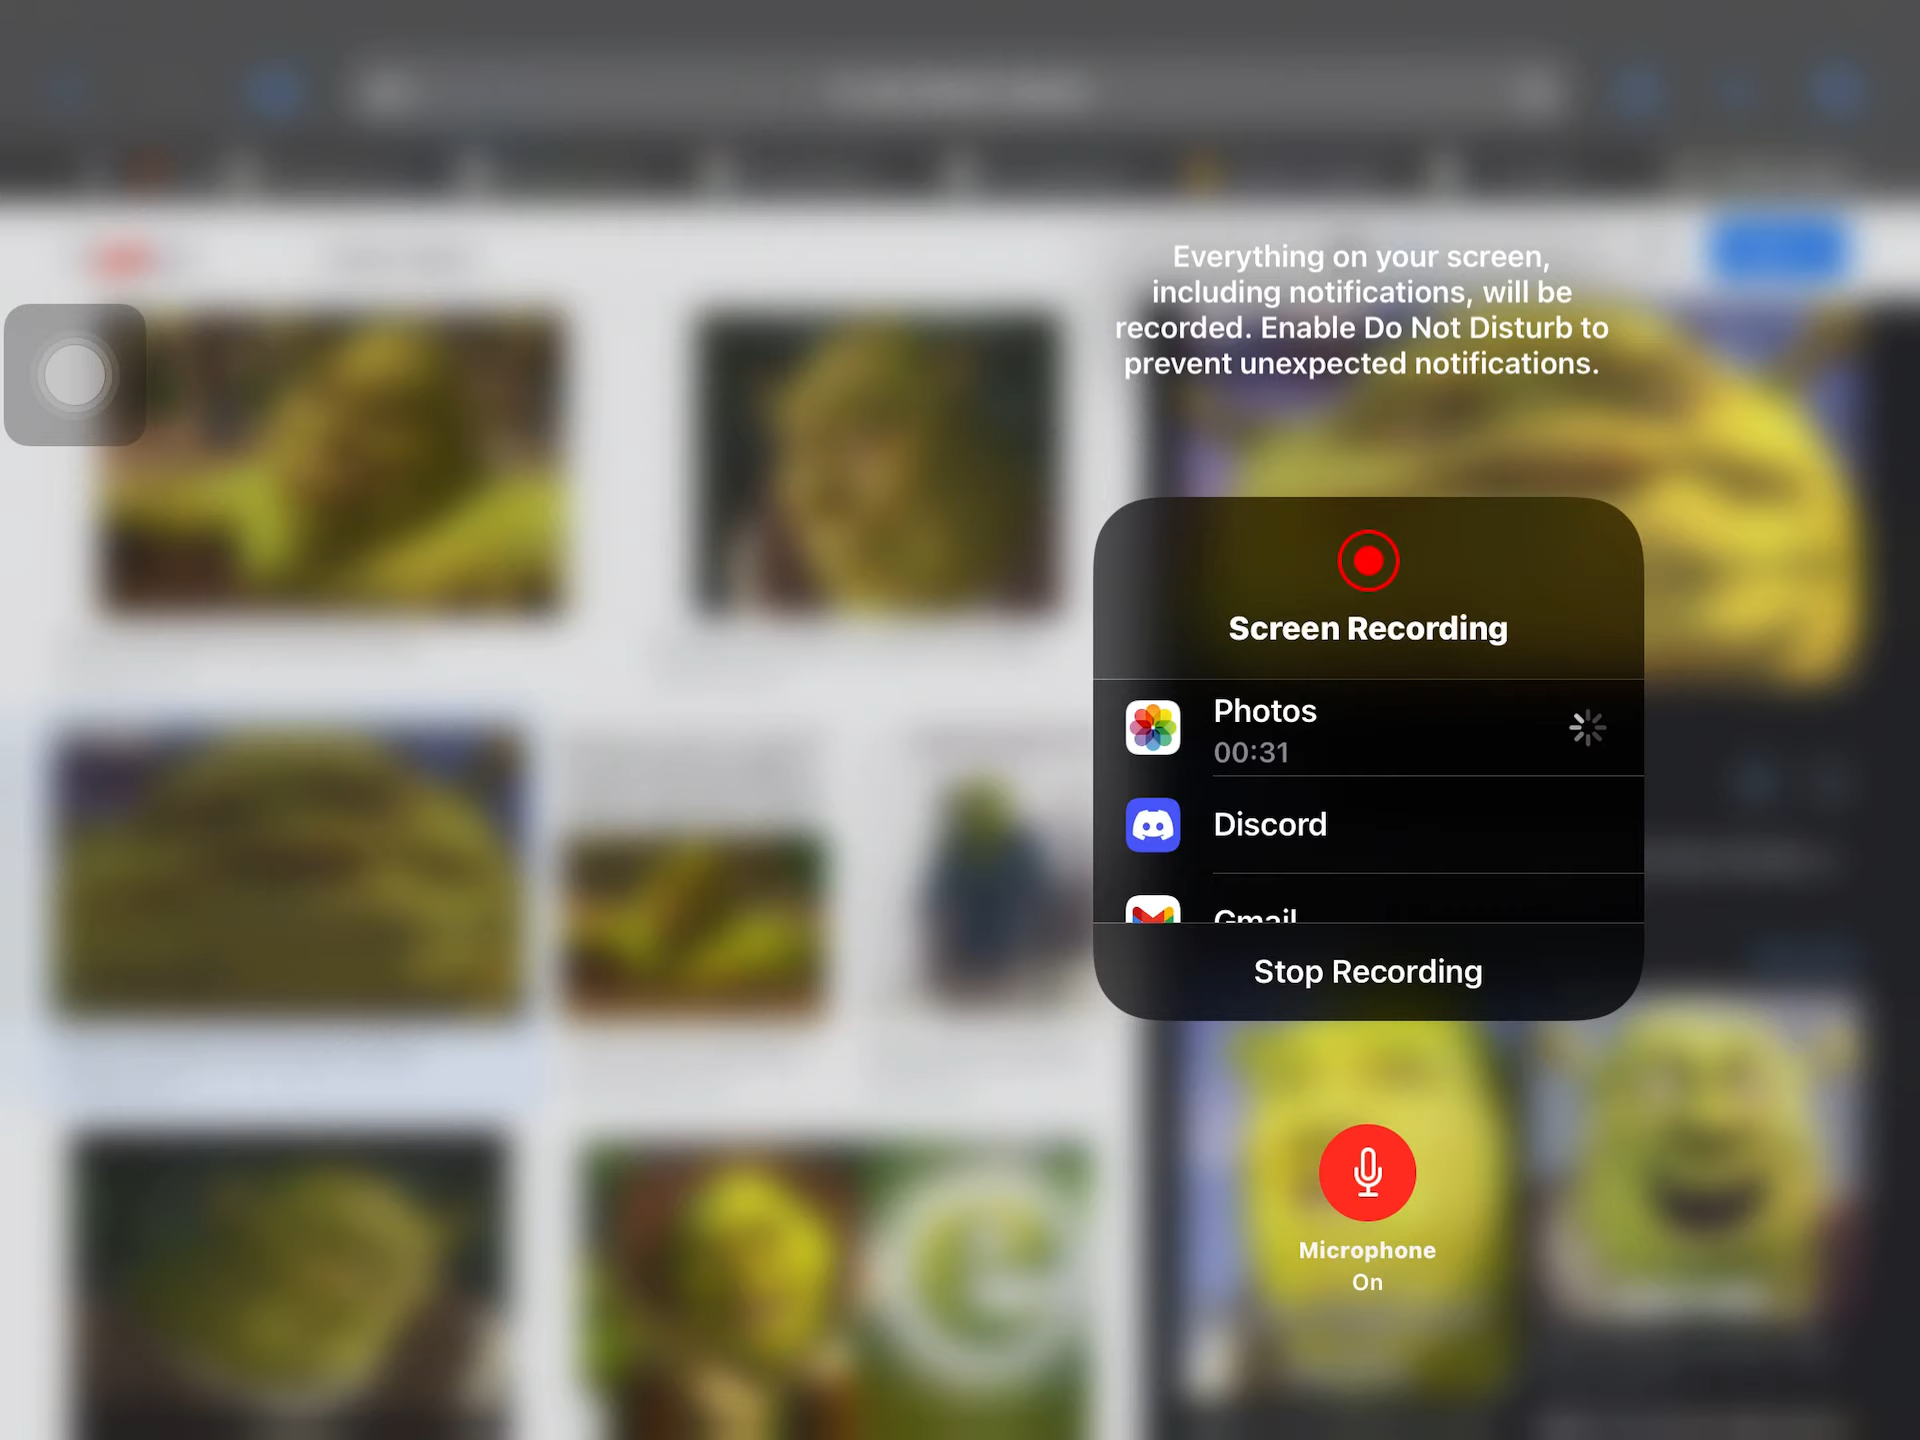 Everything on your screen,
including notifications, will be
recorded. Enable Do Not Disturb to
prevent unexpected notifications.
Screen Recording
Photos
00:31
Discord
Gmail
Stop Recording
Microphone
On